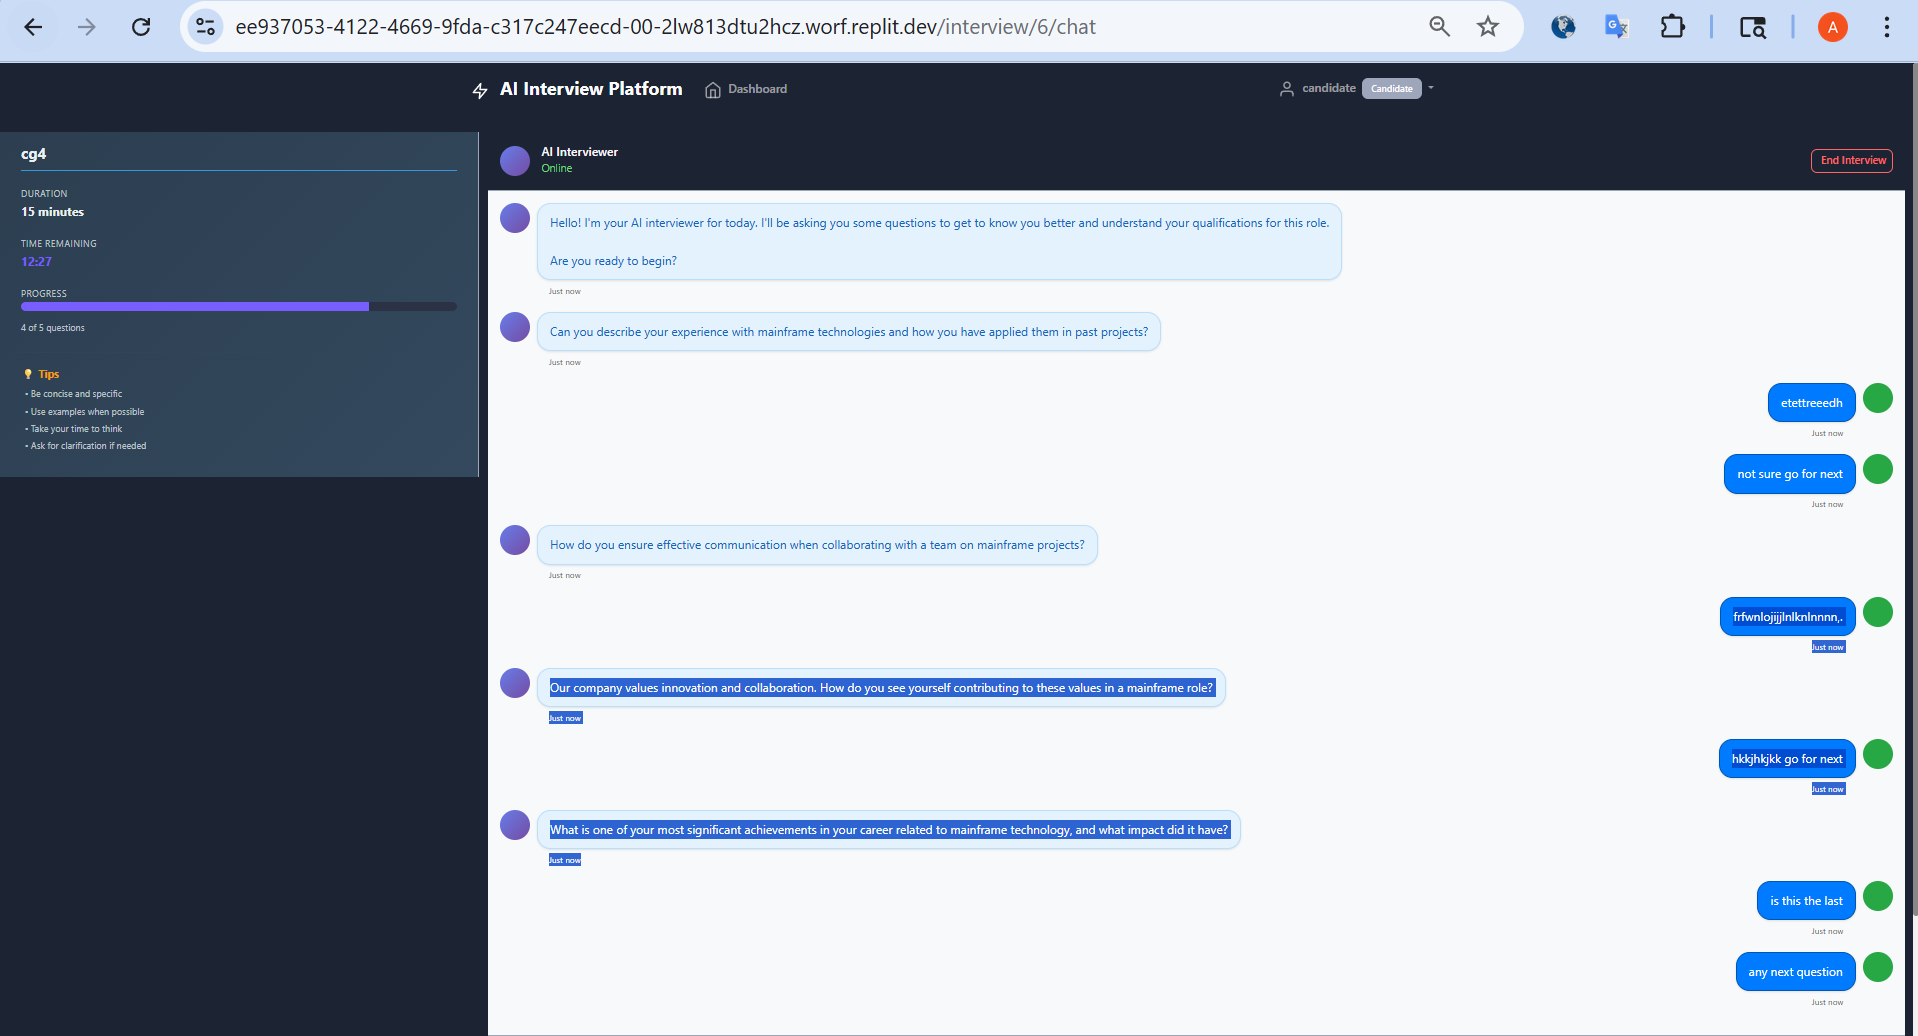 ee937053-4122-4669-9fda-c317c247eecd-00-2lw813dtu2hcz.worf.replit.dev/interview/6/chat
A
AI Interview Platform
Dashboard
candidate
Candidate
cg4
DURATION
15 minutes
TIME REMAINING
12:27
PROGRESS
4 of 5 questions
Tips
• Be concise and specific
• Use examples when possible
• Take your time to think
• Ask for clarification if needed
AI Interviewer
Online
End Interview
Hello! I'm your AI interviewer for today. I'll be asking you some questions to get to know you better and understand your qualifications for this role.
Are you ready to begin?
Just now
Can you describe your experience with mainframe technologies and how you have applied them in past projects?
Just now
etettreeedh
Just now
not sure go for next
Just now
How do you ensure effective communication when collaborating with a team on mainframe projects?
Just now
frfwnlojijjlnlknlnnnn,.
Just now
Our company values innovation and collaboration. How do you see yourself contributing to these values in a mainframe role?
Just now
hkkjhkjkk go for next
Just now
What is one of your most significant achievements in your career related to mainframe technology, and what impact did it have?
Just now
is this the last
Just now
any next question
Just now